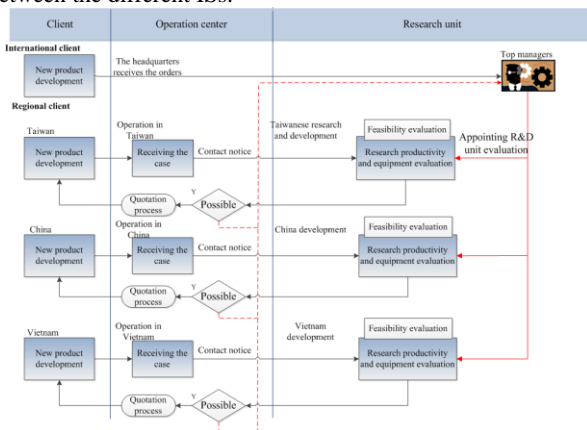 between the different ISs.
Client
Operation center
Research unit
International client
New product
development
The headquarters
receives the orders
Top managers
Regional client
Taiwan
New product
development
Operation in
Taiwan
Receiving the
case
Contact notice
Taiwanese research
and development
Feasibility evaluation
Research productivity
and equipment evaluation
Appointing R&D
unit evaluation
Quotation
process
Y
Possible
China
New product
development
Operation in
China
Receiving the
case
Contact notice
China development
Feasibility evaluation
Research productivity
and equipment evaluation
Quotation
process
Y
Possible
Vietnam
New product
development
Operation in
Vietnam
Receiving the
case
Contact notice
Vietnam
development
Feasibility evaluation
Research productivity
and equipment evaluation
Quotation
process
Y
Possible